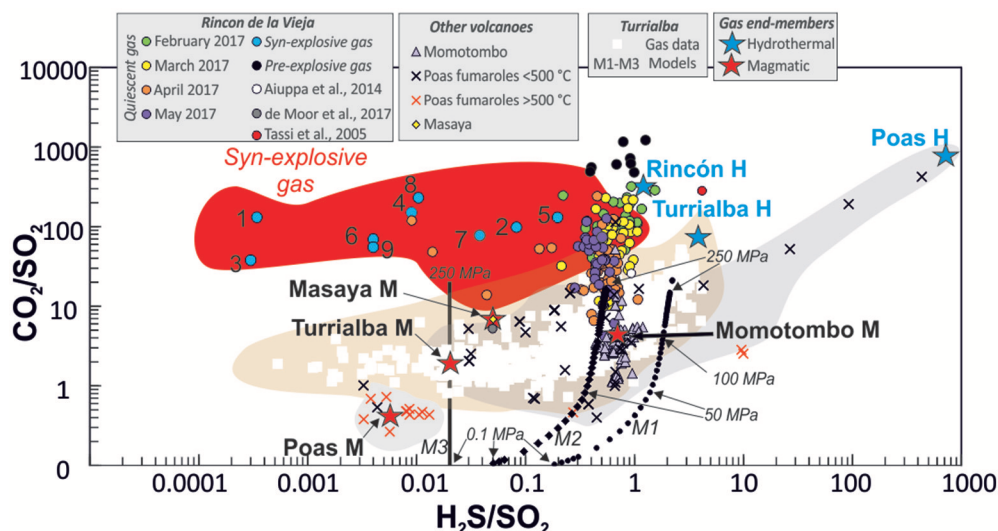 Rincon de la Vieja
Quiescent gas
February 2017
March 2017
April 2017
May 2017
Syn-explosive gas
Pre-explosive gas
Aiuppa et al., 2014
de Moor et al., 2017
Tassi et al., 2005
Other volcanoes
Momotombo
Poas fumaroles <500 °C
Poas fumaroles >500 °C
Masaya
Turrialba
Gas data
M1-M3 Models
Gas end-members
Hydrothermal
Magmatic
10000
1000
100
10
1
0
CO₂/SO₂
Syn-explosive
gas
Poas H
Rincón H
Turrialba H
1
3
8
4
6
9
7
2
5
250 MPa
250 MPa
Masaya M
Turrialba M
Momotombo M
100 MPa
50 MPa
Poas M
M3
0.1 MPa
M2
M1
0.0001
0.001
0.01
0.1
1
10
100
1000
H₂S/SO₂